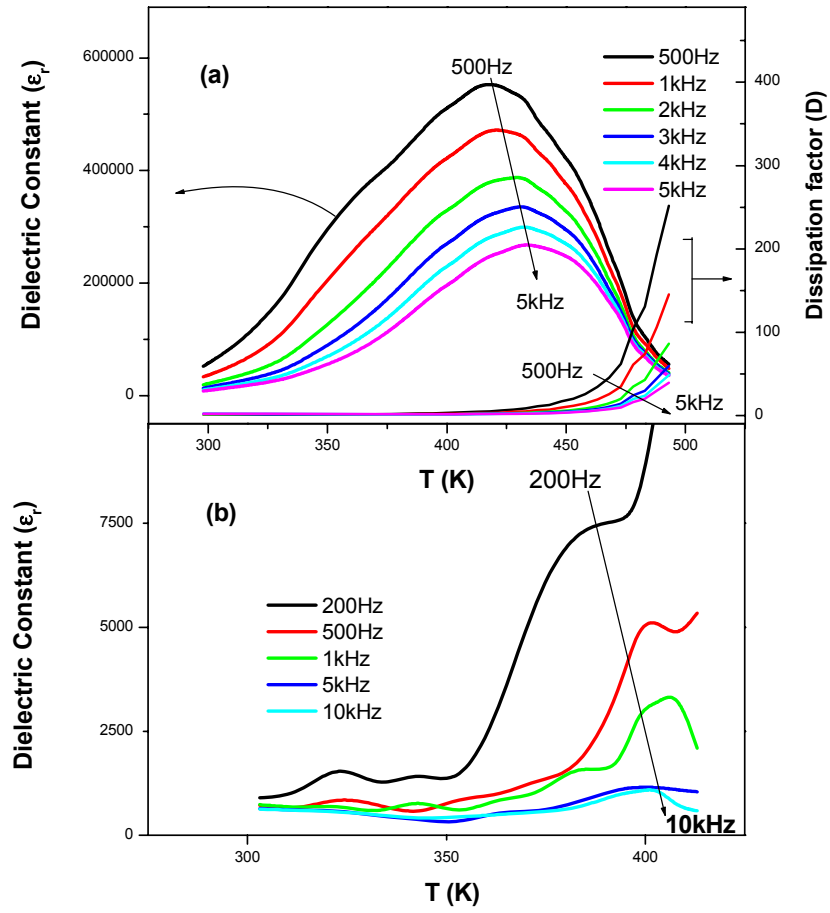 (a)
500Hz
5kHz
500Hz
5kHz
500Hz
1kHz
2kHz
3kHz
4kHz
5kHz
Dielectric Constant (εr)
600000
400000
200000
0
Dissipation factor (D)
400
300
200
100
0
300 350 400 450 500
T (K)
(b)
200Hz
10kHz
200Hz
500Hz
1kHz
5kHz
10kHz
Dielectric Constant (εr)
7500
5000
2500
0
300 350 400
T (K)